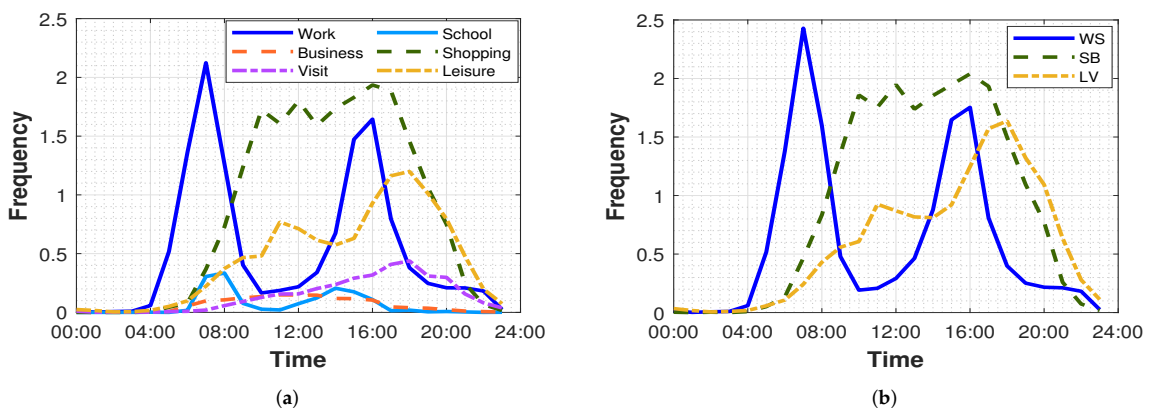 2.5
2
1.5
1
0.5
0
Frequency
Work
Business
Visit
School
Shopping
Leisure
00:00 04:00 08:00 12:00 16:00 20:00 24:00
Time
(a)
2.5
2
1.5
1
0.5
0
Frequency
WS
SB
LV
00:00 04:00 08:00 12:00 16:00 20:00 24:00
Time
(b)